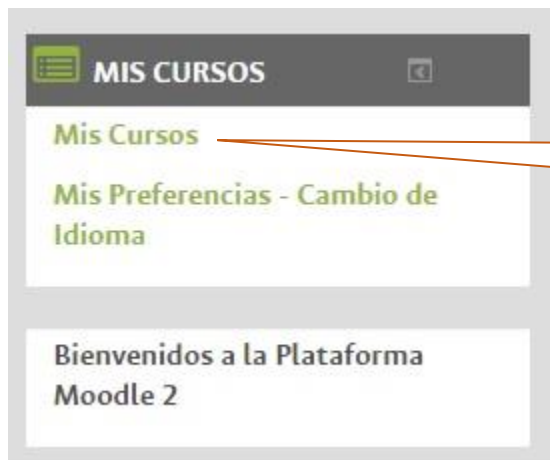 MIS CURSOS
Mis Cursos
Mis Preferencias - Cambio de
Idioma
Bienvenidos a la Plataforma
Moodle 2